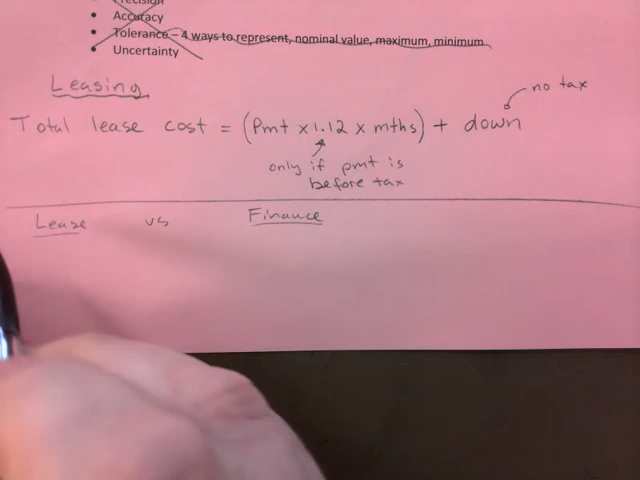 Precision
• Accuracy
• Tolerance – 4 ways to represent, nominal value, maximum, minimum
• Uncertainty
Leasing
no tax
Total lease cost = (Pmt x 1.12 x mths) + down
only if pmt is
before tax
Lease vs Finance